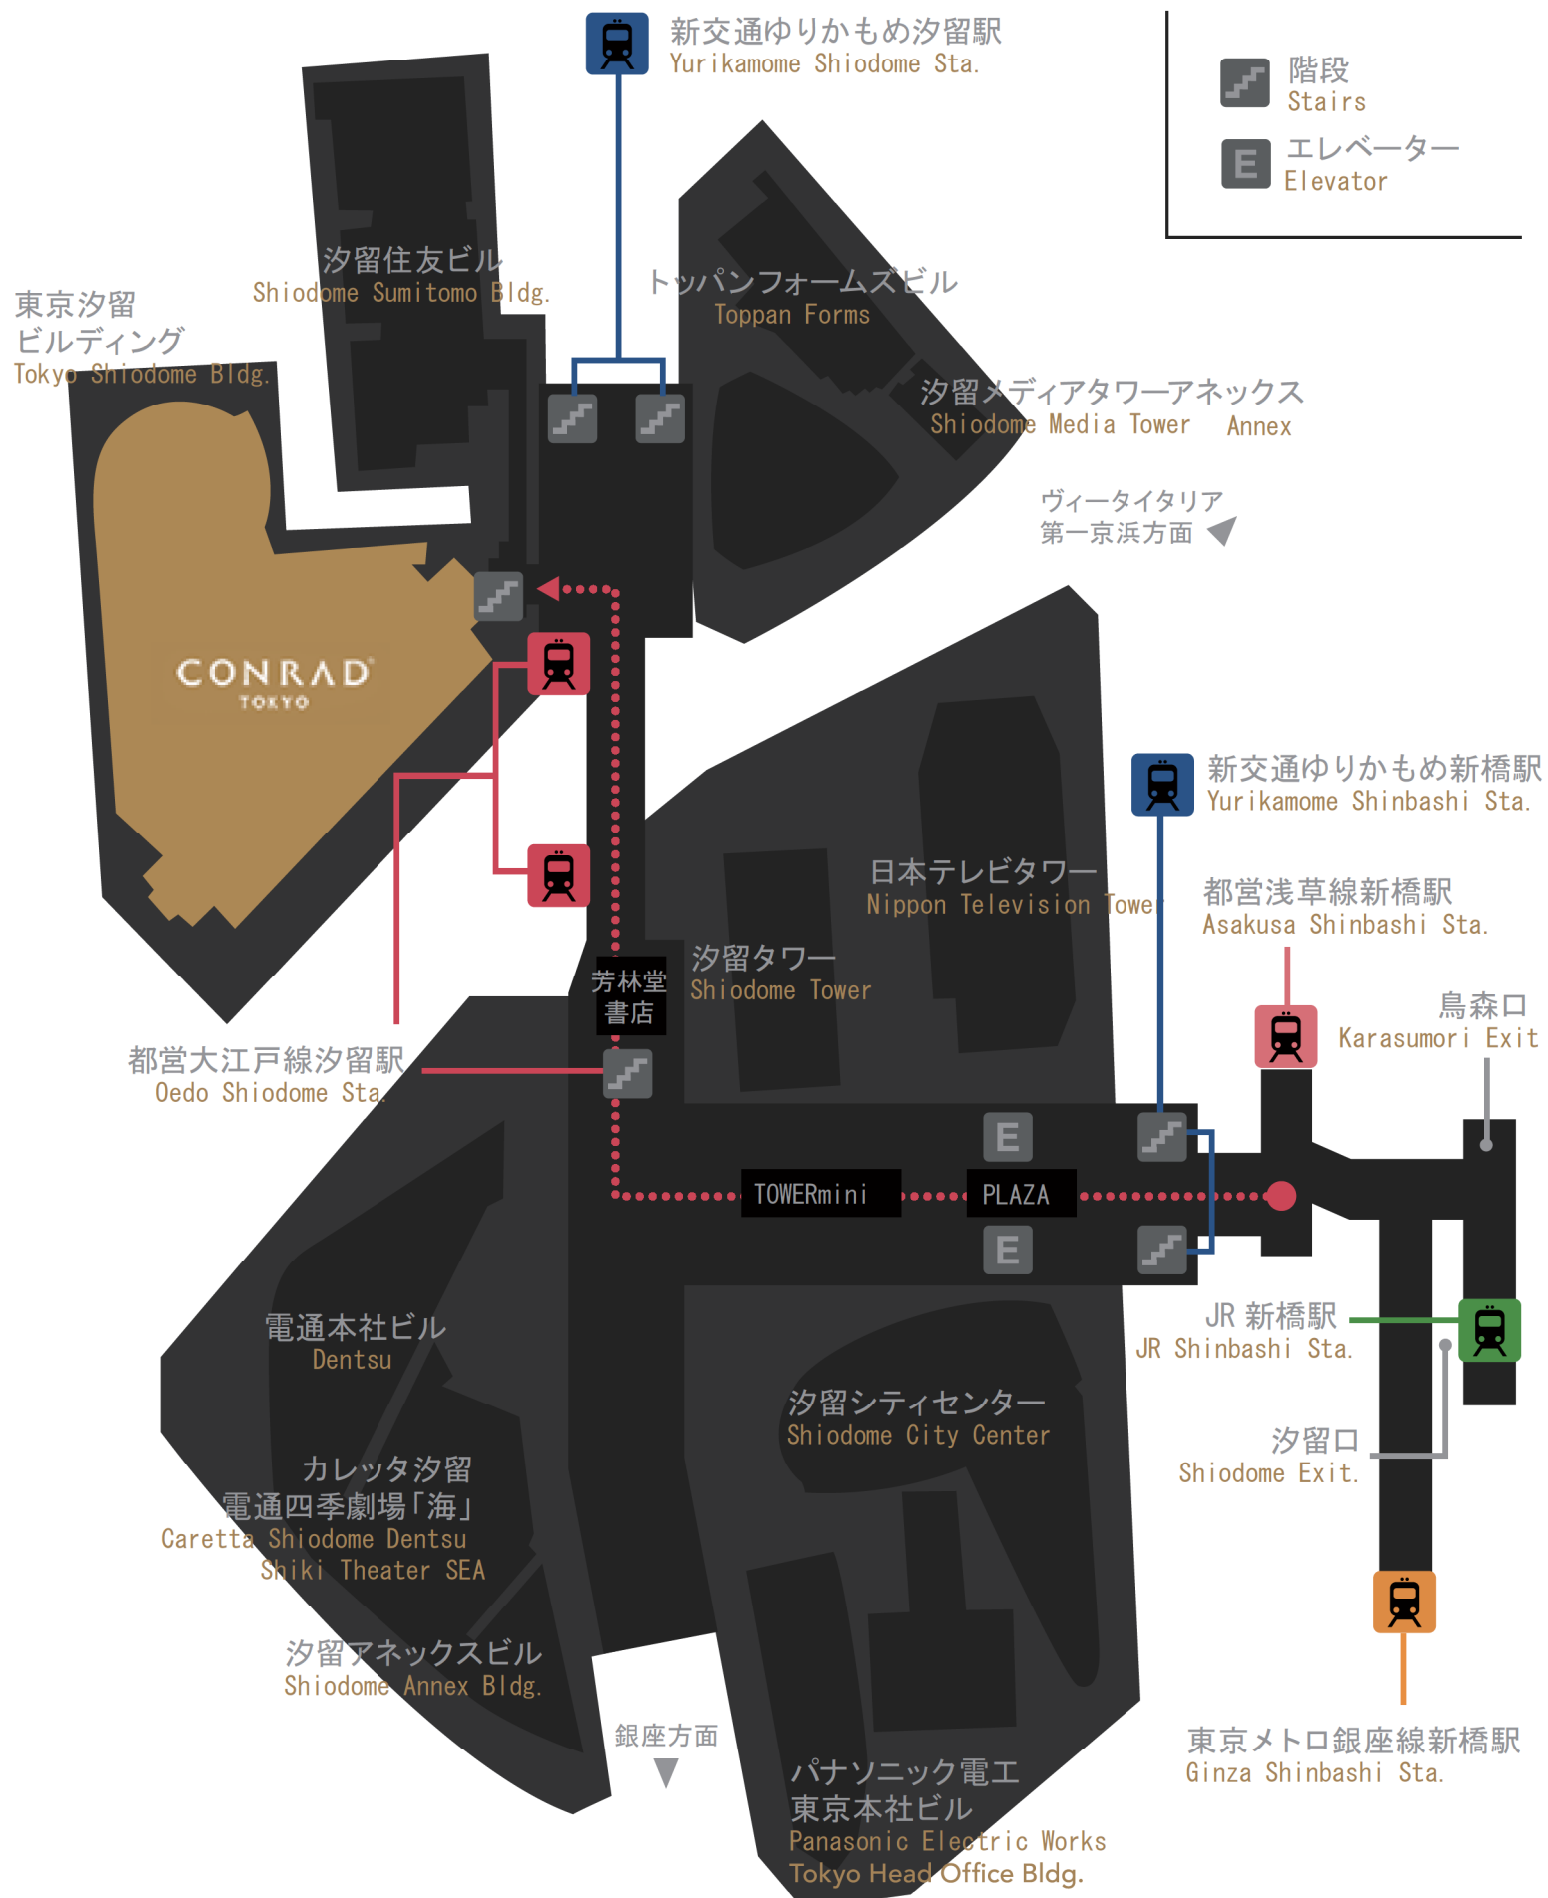 新交通ゆりかもめ汐留駅
Yurikamome Shiodome Sta.
階段
Stairs
E
エレベーター
Elevator
汐留住友ビル
Shiodome Sumitomo Bldg.
トッパンフォームズビル
Toppan Forms
東京汐留
ビルディング
Tokyo Shiodome Bldg.
汐留メディアタワーアネックス
Shiodome Media Tower Annex
ヴィータイタリア
第一京浜方面
CONRAD
TOKYO
新交通ゆりかもめ新橋駅
Yurikamome Shinbashi Sta.
日本テレビタワー
Nippon Television Tower
都営浅草線新橋駅
Asakusa Shinbashi Sta.
汐留タワー
Shiodome Tower
芳林堂
書店
烏森口
Karasumori Exit
都営大江戸線汐留駅
Oedo Shiodome Sta.
E
TOWERmini
PLAZA
E
電通本社ビル
Dentsu
JR 新橋駅
JR Shinbashi Sta.
汐留シティセンター
Shiodome City Center
汐留口
Shiodome Exit.
カレッタ汐留
電通四季劇場「海」
Caretta Shiodome Dentsu
Shiki Theater SEA
汐留アネックスビル
Shiodome Annex Bldg.
銀座方面
東京メトロ銀座線新橋駅
Ginza Shinbashi Sta.
パナソニック電工
東京本社ビル
Panasonic Electric Works
Tokyo Head Office Bldg.